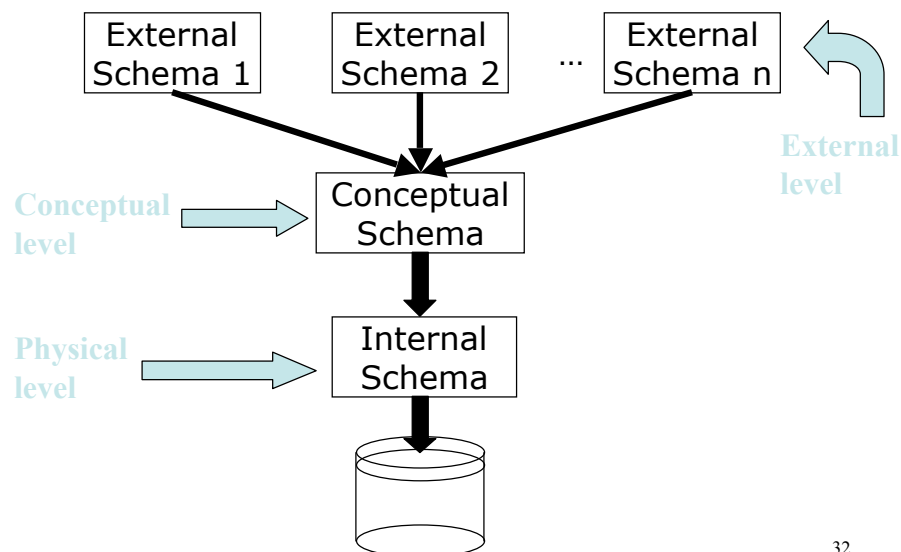 External
Schema 1
External
Schema 2
...
External
Schema n
External
level
Conceptual
level
Conceptual
Schema
Physical
level
Internal
Schema
32